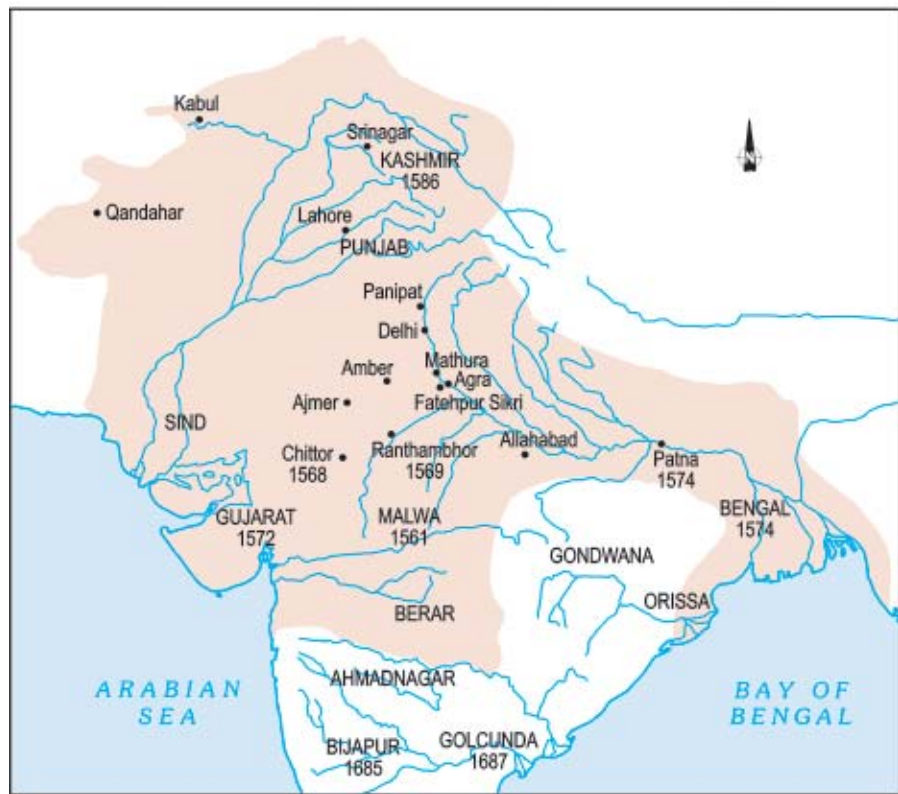 Kabul
Srinagar
KASHMIR
1586
N
Qandahar
Lahore
PUNJAB
Panipat
Delhi
Mathura
Amber
Agra
Fatehpur Sikri
Ajmer
SIND
Ranthambhor
1569
Allahabad
Chittor
1568
Patna
1574
GUJARAT
1572
MALWA
1561
BENGAL
1574
GONDWANA
BERAR
ORISSA
AHMADNAGAR
ARABIAN
SEA
BAY OF
BENGAL
BIJAPUR
1685
GOLCUNDA
1687